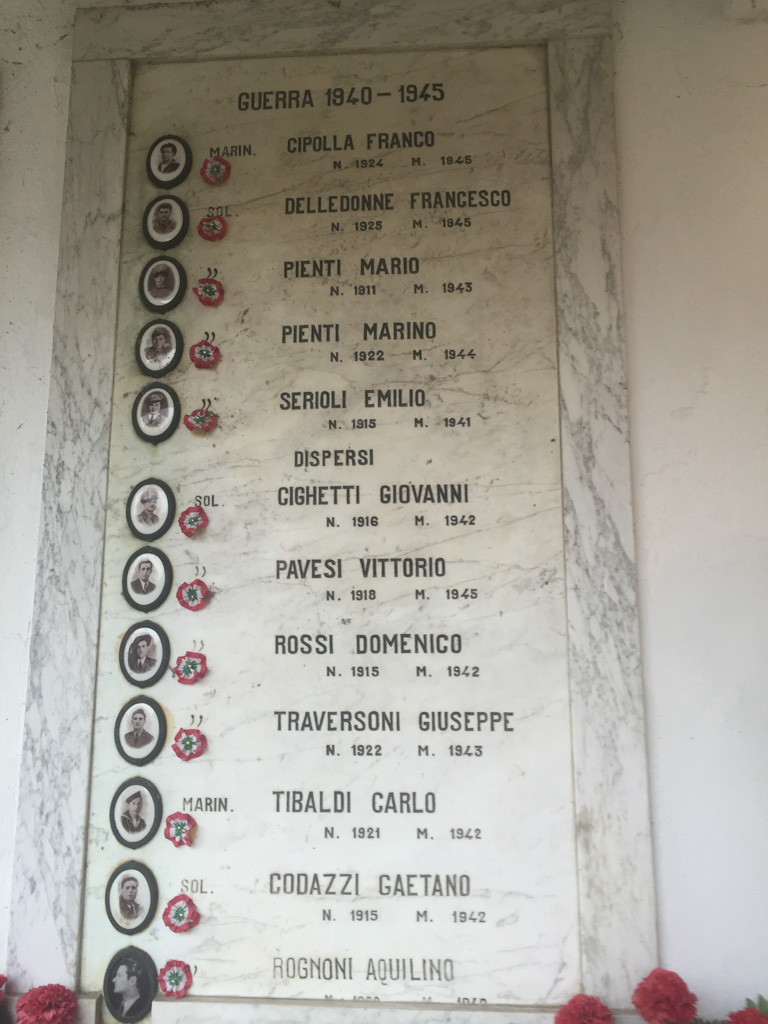 GUERRA 1940 - 1945
MARIN. CIPOLLA FRANCO
N. 1924 M. 1945
SOL. DELLEDONNE FRANCESCO
N. 1925 M. 1945
" PIENTI MARIO
N. 1911 M. 1943
" PIENTI MARINO
N. 1922 M. 1944
" SERIOLI EMILIO
N. 1915 M. 1941
DISPERSI
SOL. CIGHETTI GIOVANNI
N. 1916 M. 1942
" PAVESI VITTORIO
N. 1918 M. 1945
" ROSSI DOMENICO
N. 1915 M. 1942
" TRAVERSONI GIUSEPPE
N. 1922 M. 1943
MARIN. TIBALDI CARLO
N. 1921 M. 1942
SOL. CODAZZI GAETANO
N. 1915 M. 1942
" ROGNONI AQUILINO
N. M.